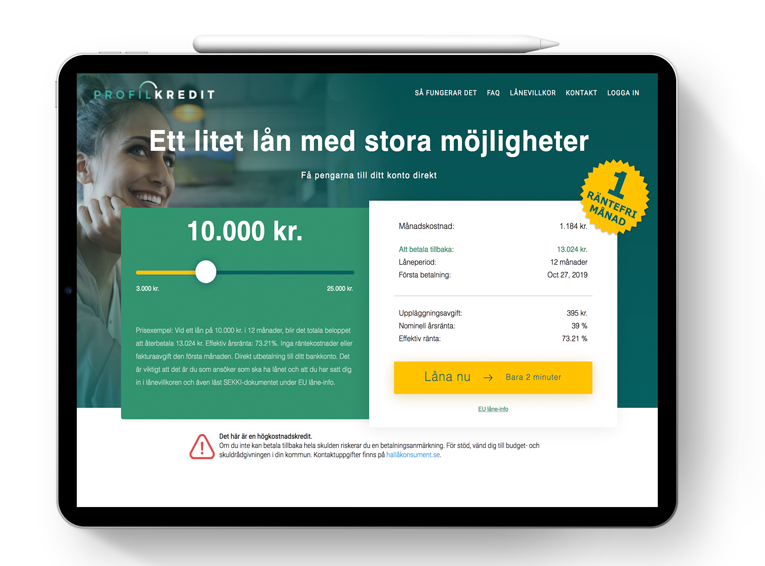 PROFILKREDIT
SÅ FUNGERAR DET FAQ LÅNEVILLKOR KONTAKT LOGGA IN
Ett litet lån med stora möjligheter
Få pengarna till ditt konto direkt
1
RÄNTEFRI
MÅNAD
10.000 kr.
3.000 kr. 25.000 kr.
Prisexempel: Vid ett lån på 10.000 kr. i 12 månader, blir det totala beloppet
att återbetala 13.024 kr. Effektiv årsränta: 73.21%. Inga räntekostnader eller
fakturaavgift den första månaden. Direkt utbetalning till ditt bankkonto. Det
är viktigt att det är du som ansöker som ska ha lånet och att du har satt dig
in i lånevillkoren och även läst SEKKI-dokumentet under EU låne-info.
Månadskostnad: 1.184 kr.
Att betala tillbaka: 13.024 kr.
Låneperiod: 12 månader
Första betalning: Oct 27, 2019
Uppläggningsavgift: 395 kr.
Nominell årsränta: 39 %
Effektiv ränta: 73.21 %
Låna nu → Bara 2 minuter
EU låne-info
Det här är en högkostnadskredit.
Om du inte kan betala tillbaka hela skulden riskerar du en betalningsanmärkning. För stöd, vänd dig till budget- och
skuldrådgivningen i din kommun. Kontaktuppgifter finns på hallåkonsument.se.